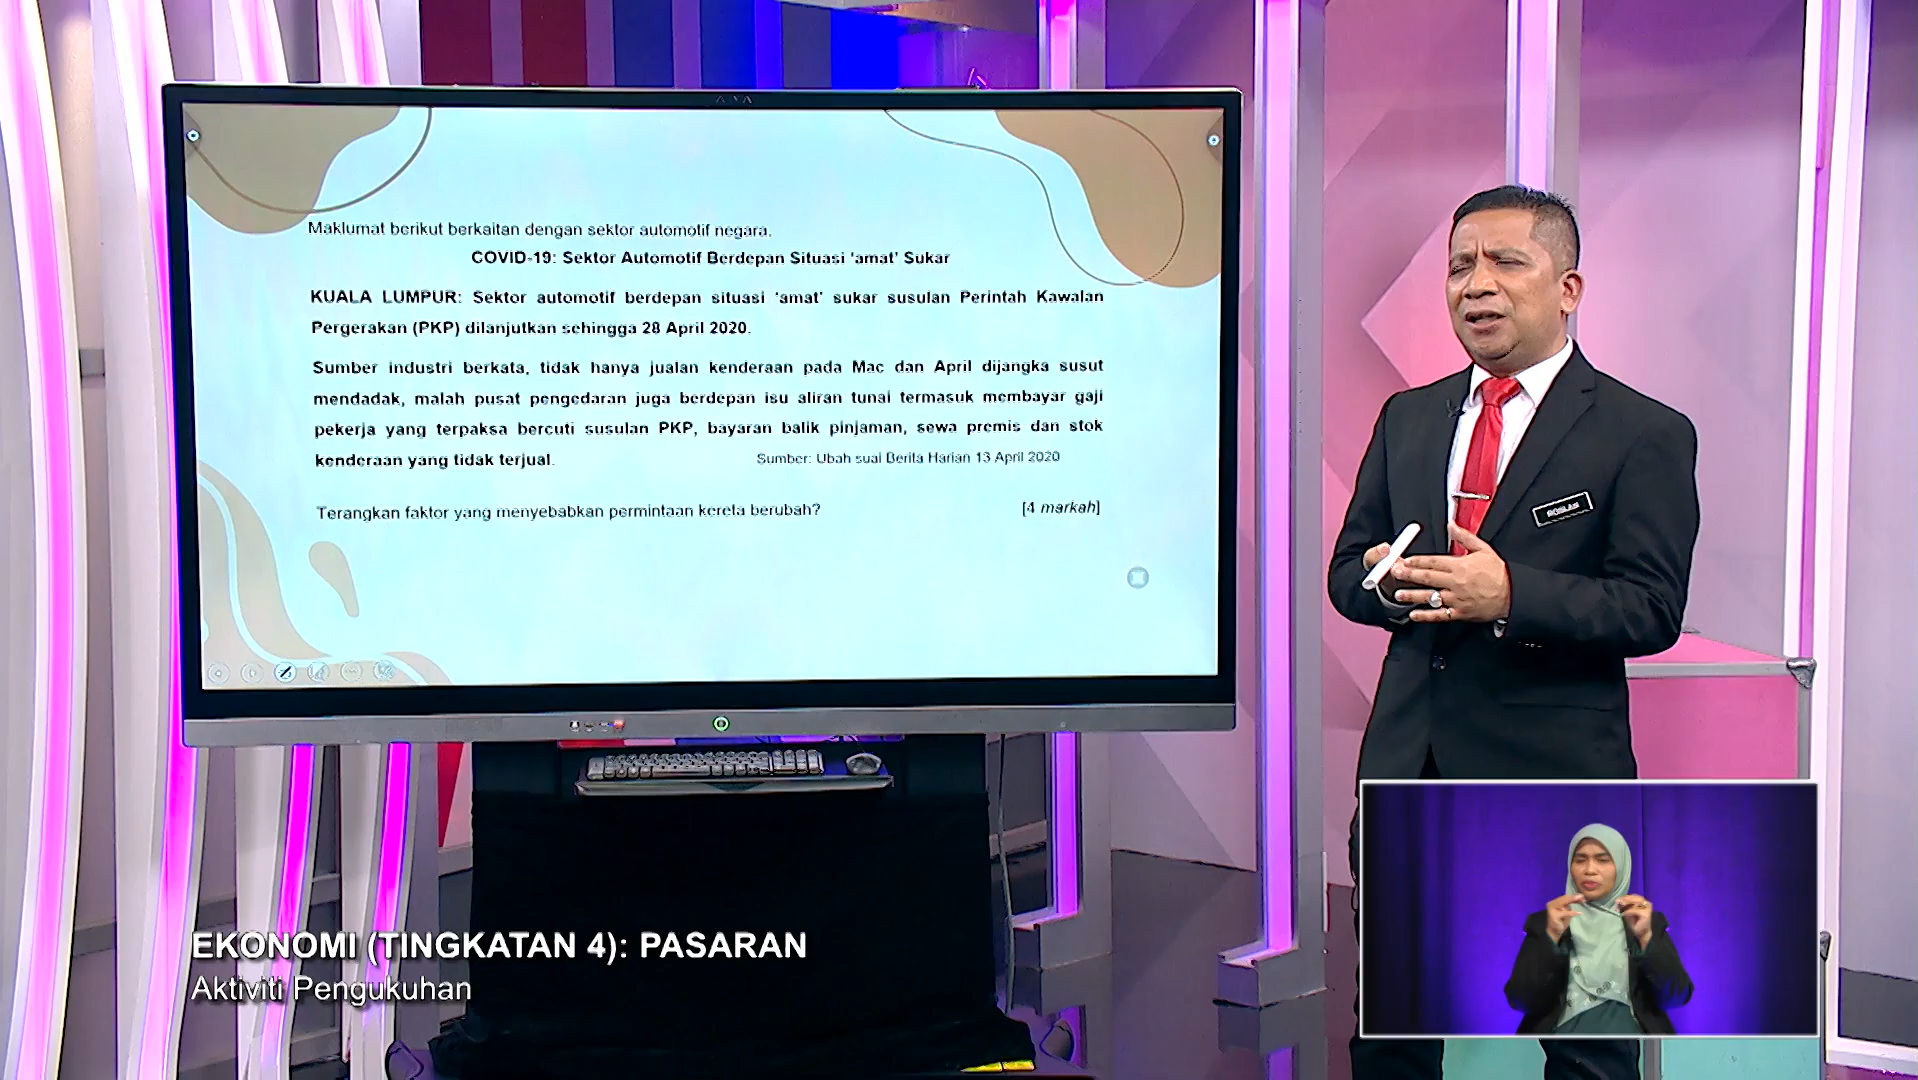 Maklumat berikut berkaitan dengan sektor automotif negara.
COVID-19: Sektor Automotif Berdepan Situasi 'amat' Sukar
KUALA LUMPUR: Sektor automotif berdepan situasi 'amat' sukar susulan Perintah Kawalan
Pergerakan (PKP) dilanjutkan sehingga 28 April 2020.
Sumber industri berkata, tidak hanya jualan kenderaan pada Mac dan April dijangka susut
mendadak, malah pusat pengedaran juga berdepan isu aliran tunai termasuk membayar gaji
pekerja yang terpaksa bercuti susulan PKP, bayaran balik pinjaman, sewa premis dan stok
kenderaan yang tidak terjual.
Sumber: Ubah suai Berita Harian 13 April 2020
Terangkan faktor yang menyebabkan permintaan kereta berubah? [4 markah]
ROSLAN
EKONOMI (TINGKATAN 4): PASARAN
Aktiviti Pengukuhan